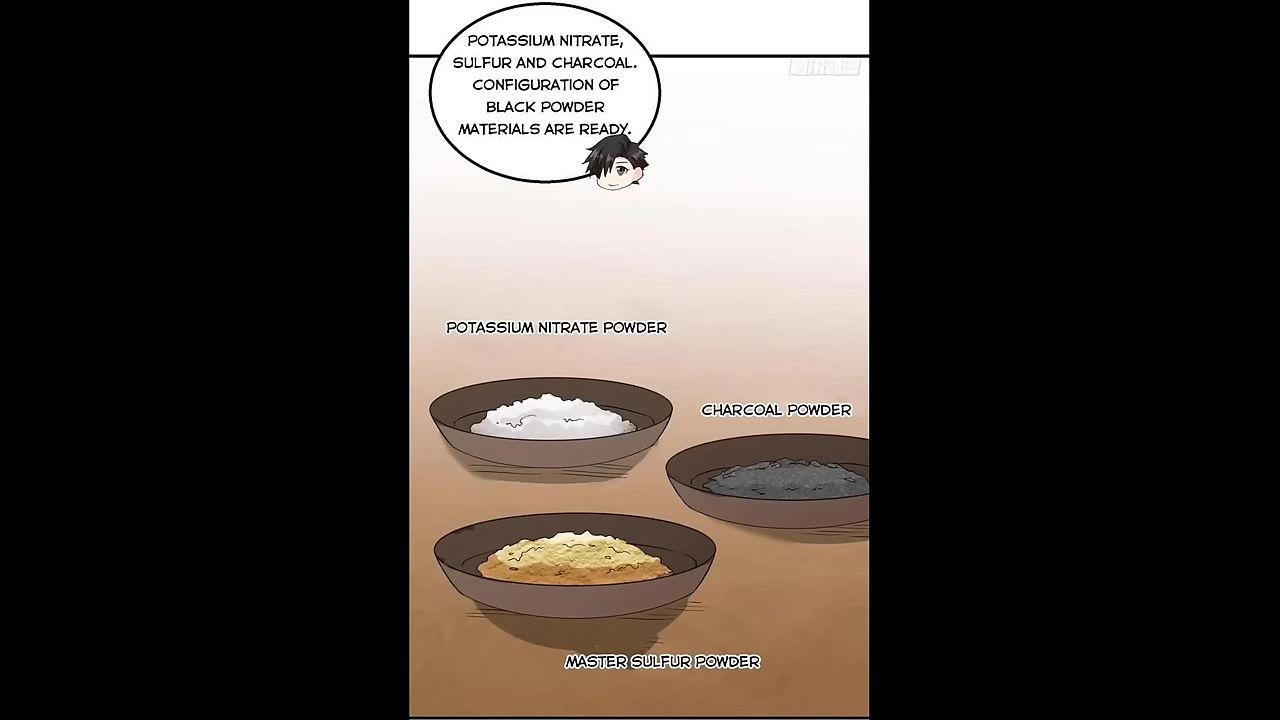 POTASSIUM NITRATE,
SULFUR AND CHARCOAL.
CONFIGURATION OF
BLACK POWDER
MATERIALS ARE READY.
POTASSIUM NITRATE POWDER
CHARCOAL POWDER
MASTER SULFUR POWDER